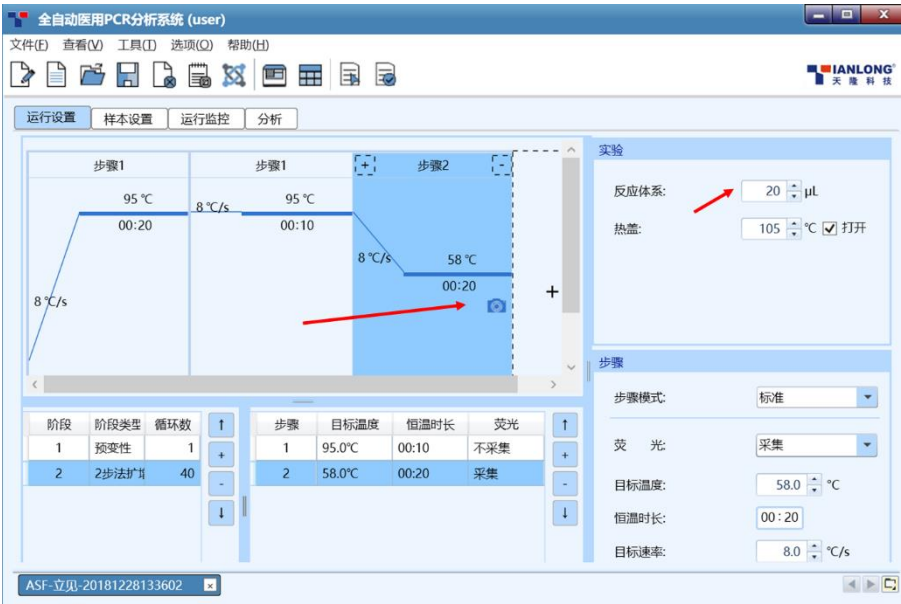 全自动医用PCR分析系统 (user)
文件(F) 查看(V) 工具(T) 选项(O) 帮助(H)
TIANLONG
天隆科技
运行设置 样本设置 运行监控 分析
步骤1 步骤1 [+] 步骤2 [-]
95 ℃ 95 ℃
8 ℃/s
00:20 00:10
8 ℃/s 58 ℃
00:20
8 ℃/s
+
实验
反应体系: 20 μL
热盖: 105 ℃ 打开
步骤
步骤模式: 标准
荧 光: 采集
目标温度: 58.0 ℃
恒温时长: 00:20
目标速率: 8.0 ℃/s
阶段 阶段类型 循环数
1 预变性 1
2 2步法扩增 40
步骤 目标温度 恒温时长 荧光
1 95.0℃ 00:10 不采集
2 58.0℃ 00:20 采集
ASF-立见-20181228133602